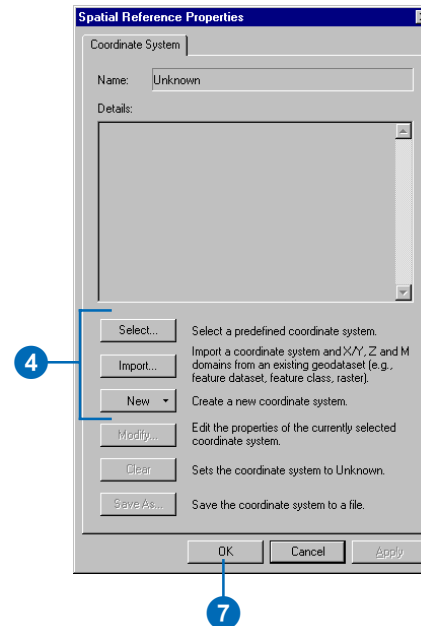 Spatial Reference Properties
Coordinate System
Name: Unknown
Details:
Select... Select a predefined coordinate system.
Import... Import a coordinate system and X/Y, Z and M
domains from an existing geodataset (e.g.,
feature dataset, feature class, raster).
New Create a new coordinate system.
Modify... Edit the properties of the currently selected
coordinate system.
Clear Sets the coordinate system to Unknown.
Save As... Save the coordinate system to a file.
4
OK Cancel Apply
7